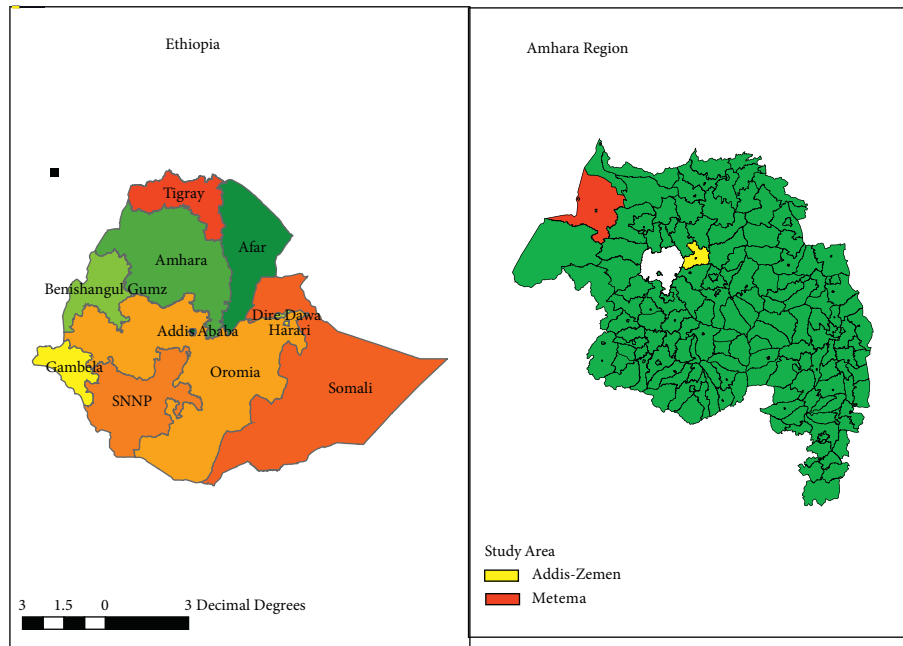 Ethiopia
Tigray
Afar
Amhara
Benishangul Gumz
Dire Dawa
Addis Ababa
Harari
Gambela
Oromia
Somali
SNNP
3 1.5 0 3 Decimal Degrees
Amhara Region
Study Area
Addis-Zemen
Metema